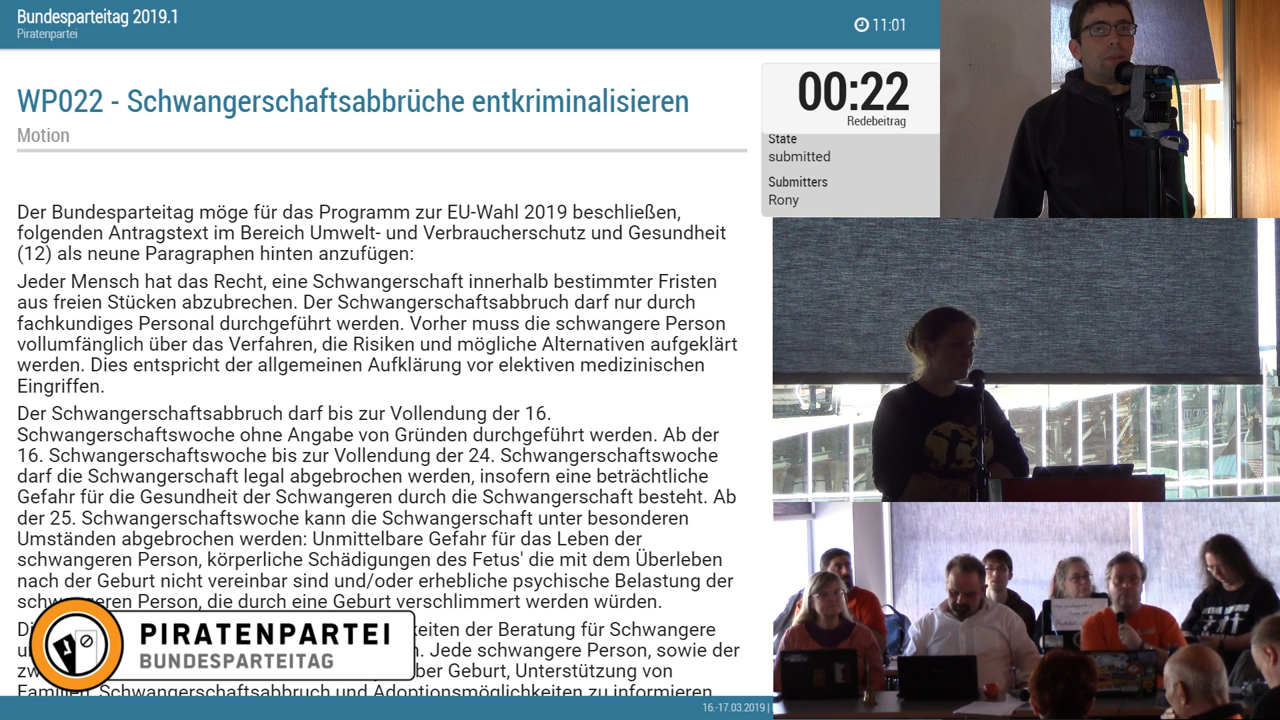 Bundesparteitag 2019.1
Piratenpartei
11:01
WP022 - Schwangerschaftsabbrüche entkriminalisieren
Motion
00:22
Redebeitrag
State
submitted
Submitters
Rony
Der Bundesparteitag möge für das Programm zur EU-Wahl 2019 beschließen,
folgenden Antragstext im Bereich Umwelt- und Verbraucherschutz und Gesundheit
(12) als neune Paragraphen hinten anzufügen:
Jeder Mensch hat das Recht, eine Schwangerschaft innerhalb bestimmter Fristen
aus freien Stücken abzubrechen. Der Schwangerschaftsabbruch darf nur durch
fachkundiges Personal durchgeführt werden. Vorher muss die schwangere Person
vollumfänglich über das Verfahren, die Risiken und mögliche Alternativen aufgeklärt
werden. Dies entspricht der allgemeinen Aufklärung vor elektiven medizinischen
Eingriffen.
Der Schwangerschaftsabbruch darf bis zur Vollendung der 16.
Schwangerschaftswoche ohne Angabe von Gründen durchgeführt werden. Ab der
16. Schwangerschaftswoche bis zur Vollendung der 24. Schwangerschaftswoche
darf die Schwangerschaft legal abgebrochen werden, insofern eine beträchtliche
Gefahr für die Gesundheit der Schwangeren durch die Schwangerschaft besteht. Ab
der 25. Schwangerschaftswoche kann die Schwangerschaft unter besonderen
Umständen abgebrochen werden: Unmittelbare Gefahr für das Leben der
schwangeren Person, körperliche Schädigungen des Fetus' die mit dem Überleben
nach der Geburt nicht vereinbar sind und/oder erhebliche psychische Belastung der
schwangeren Person, die durch eine Geburt verschlimmert werden würden.
keiten der Beratung für Schwangere
Jede schwangere Person, sowie der
ber Geburt, Unterstützung von
Familien, Schwangerschaftsabbruch und Adoptionsmöglichkeiten zu informieren
PIRATENPARTEI
BUNDESPARTEITAG
16.-17.03.2019 |